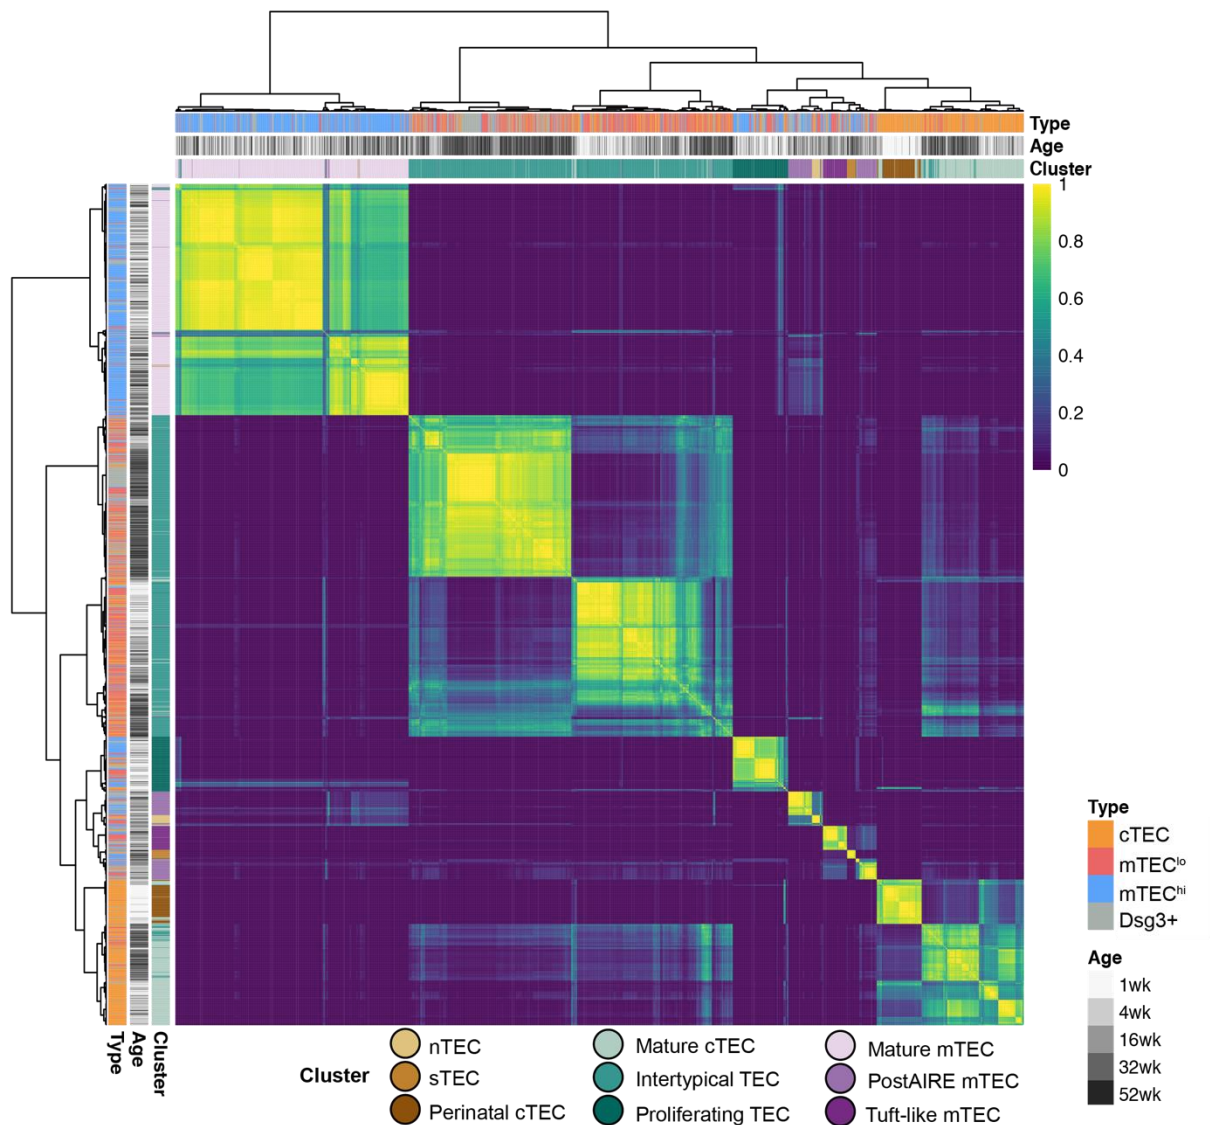 Type
Age
Cluster
1
0.8
0.6
0.4
0.2
0
Type
cTEC
mTEClo
mTEChi
Dsg3+
Age
1wk
4wk
16wk
32wk
52wk
Type
Age
Cluster
Cluster
nTEC
sTEC
Perinatal cTEC
Mature cTEC
Intertypical TEC
Proliferating TEC
Mature mTEC
PostAIRE mTEC
Tuft-like mTEC